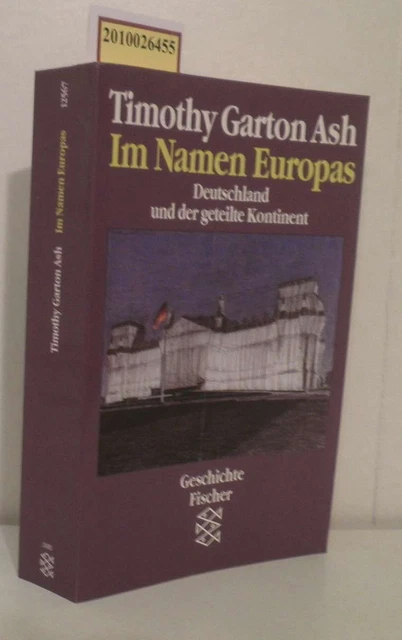 2010026455
Timothy Garton Ash
Im Namen Europas
Deutschland
und der geteilte Kontinent
Geschichte
Fischer
Timothy Garton Ash Im Namen Europas